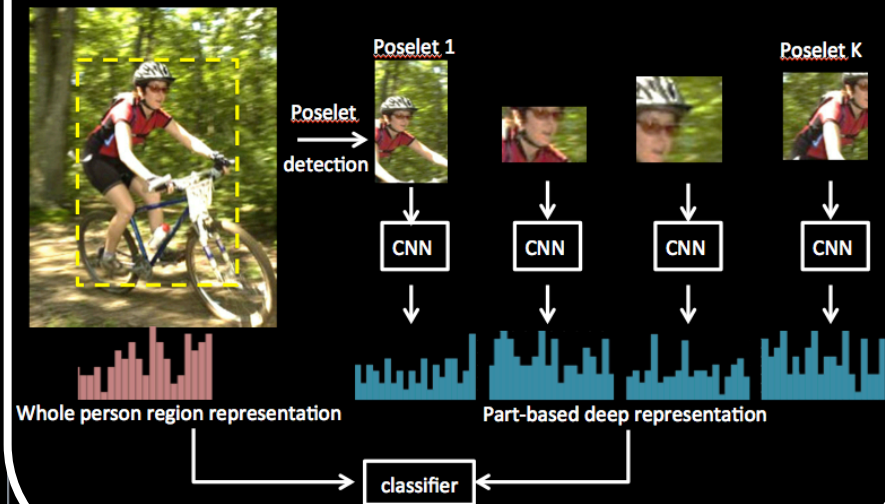 Poselet 1
Poselet K
Poselet
detection
CNN
CNN
CNN
CNN
Whole person region representation
Part-based deep representation
classifier